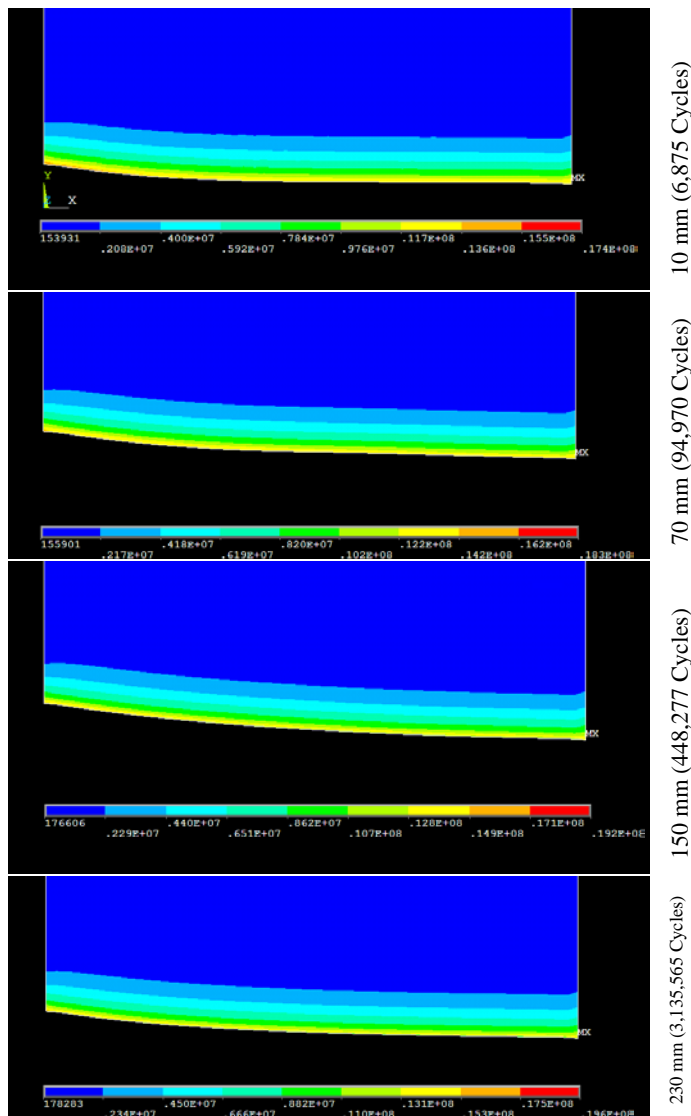 MX
Y
X
153931 .400E+07 .784E+07 .117E+08 .155E+08
.208E+07 .592E+07 .976E+07 .136E+08 .174E+08
10 mm (6,875 Cycles)
MX
155901 .418E+07 .820E+07 .122E+08 .162E+08
.217E+07 .619E+07 .102E+08 .142E+08 .183E+08
70 mm (94,970 Cycles)
MX
176606 .440E+07 .862E+07 .128E+08 .171E+08
.229E+07 .651E+07 .107E+08 .149E+08 .192E+08
150 mm (448,277 Cycles)
MX
178283 .450E+07 .882E+07 .131E+08 .175E+08
.234E+07 .666E+07 .110E+08 .153E+08 .196E+08
230 mm (3,135,565 Cycles)